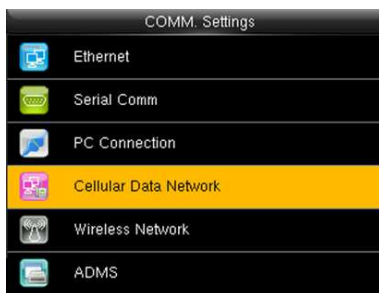 COMM. Settings
Ethernet
Serial Comm
PC Connection
Cellular Data Network
Wireless Network
ADMS